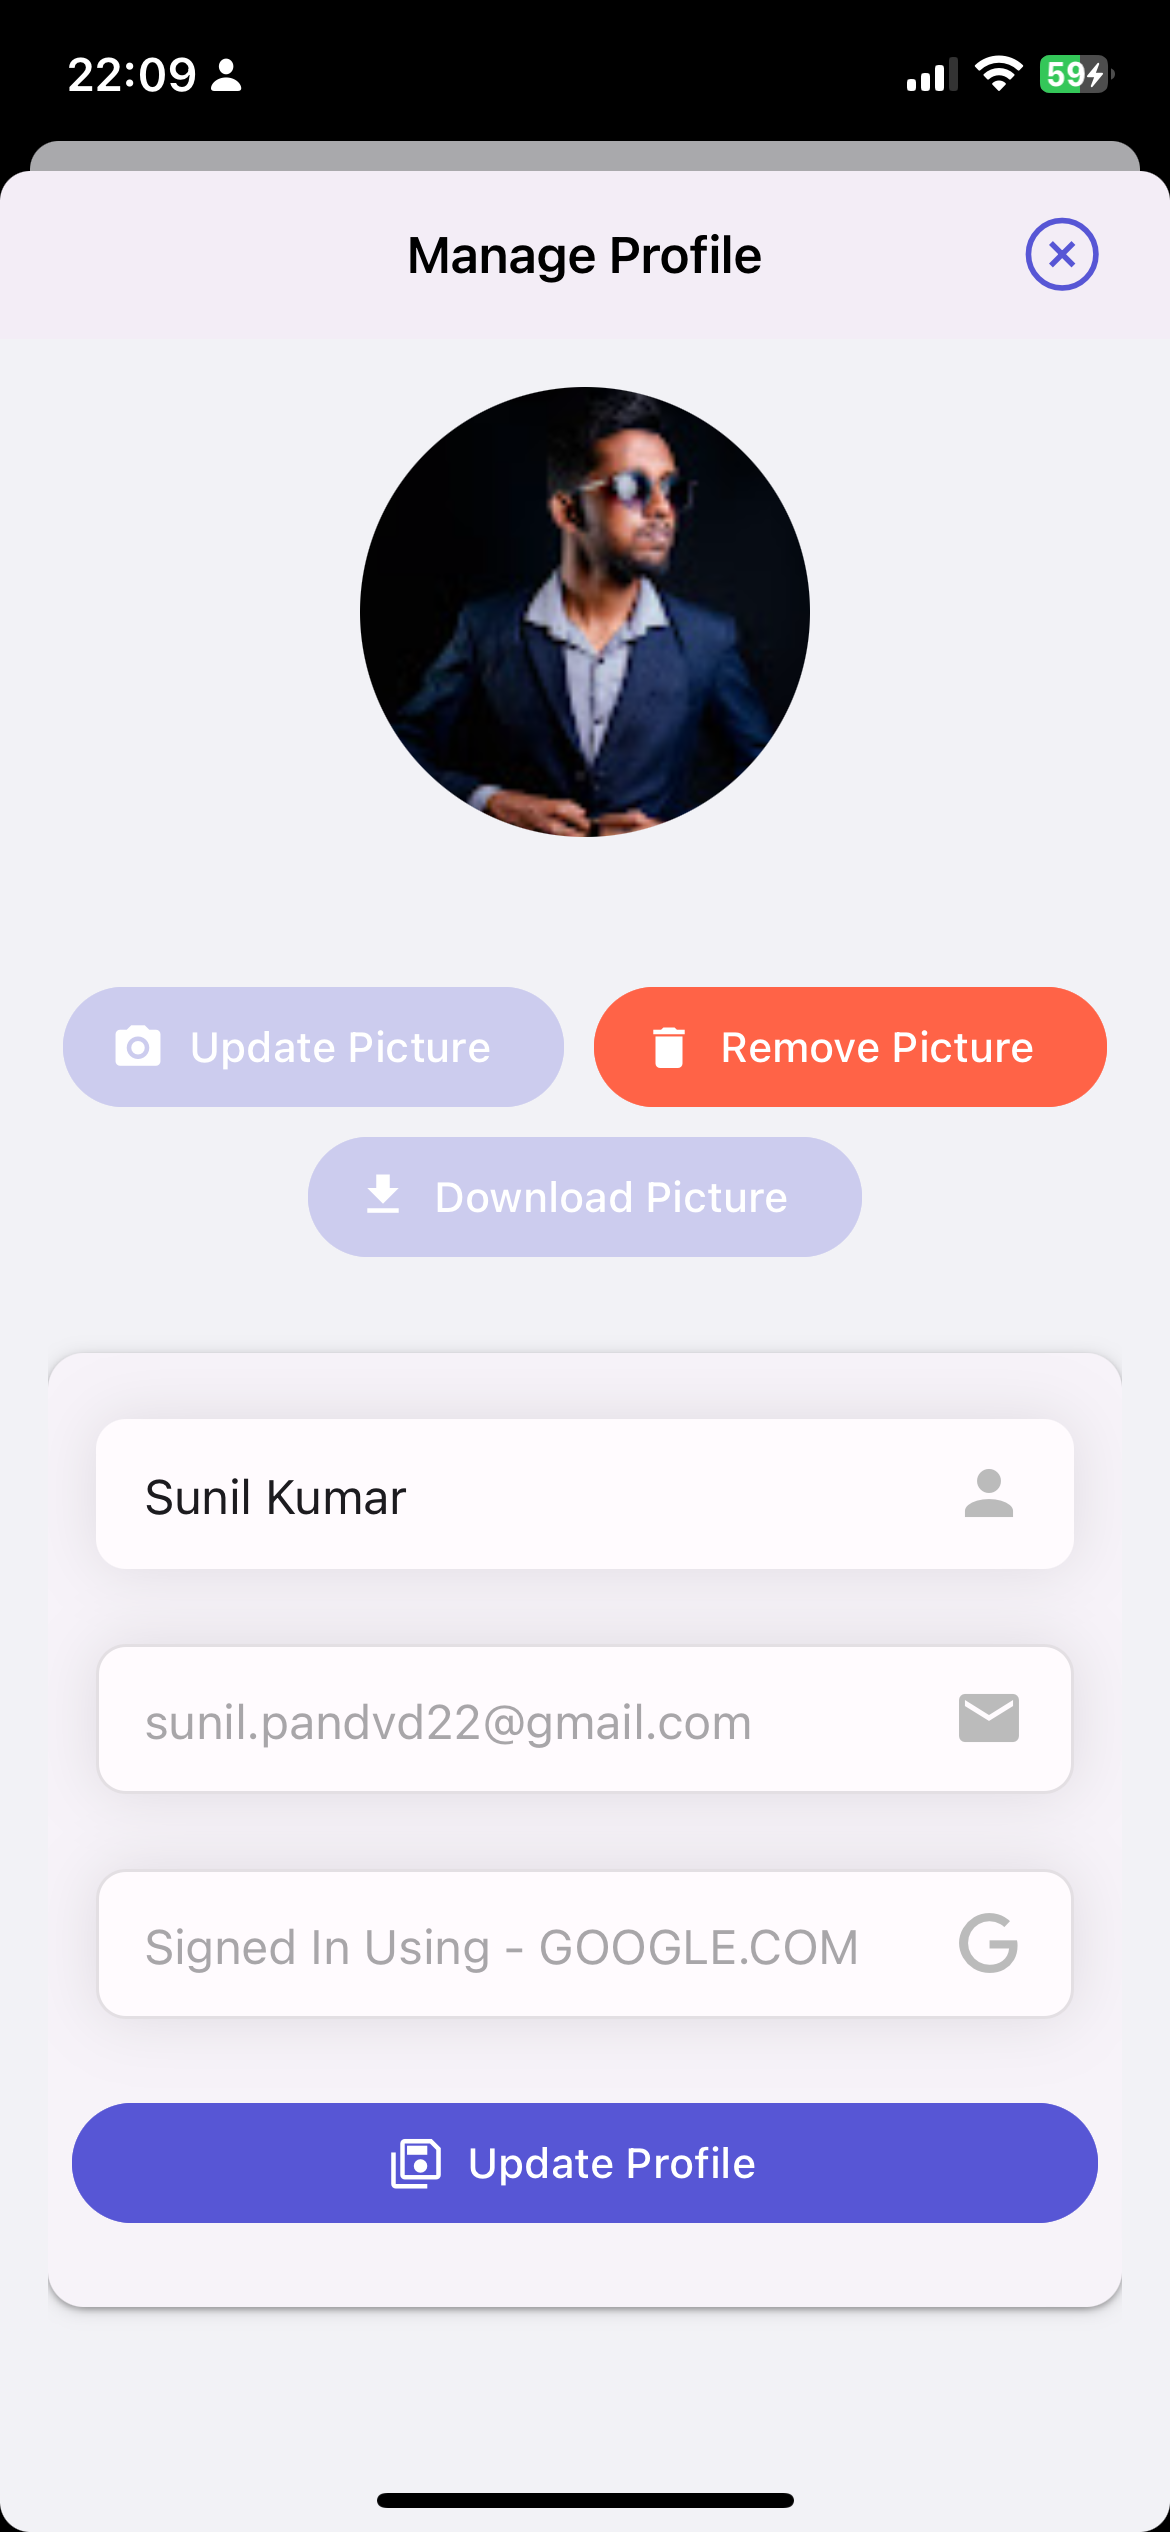 22:09
59
Manage Profile
Update Picture
Remove Picture
Download Picture
Sunil Kumar
sunil.pandvd22@gmail.com
Signed In Using - GOOGLE.COM
Update Profile